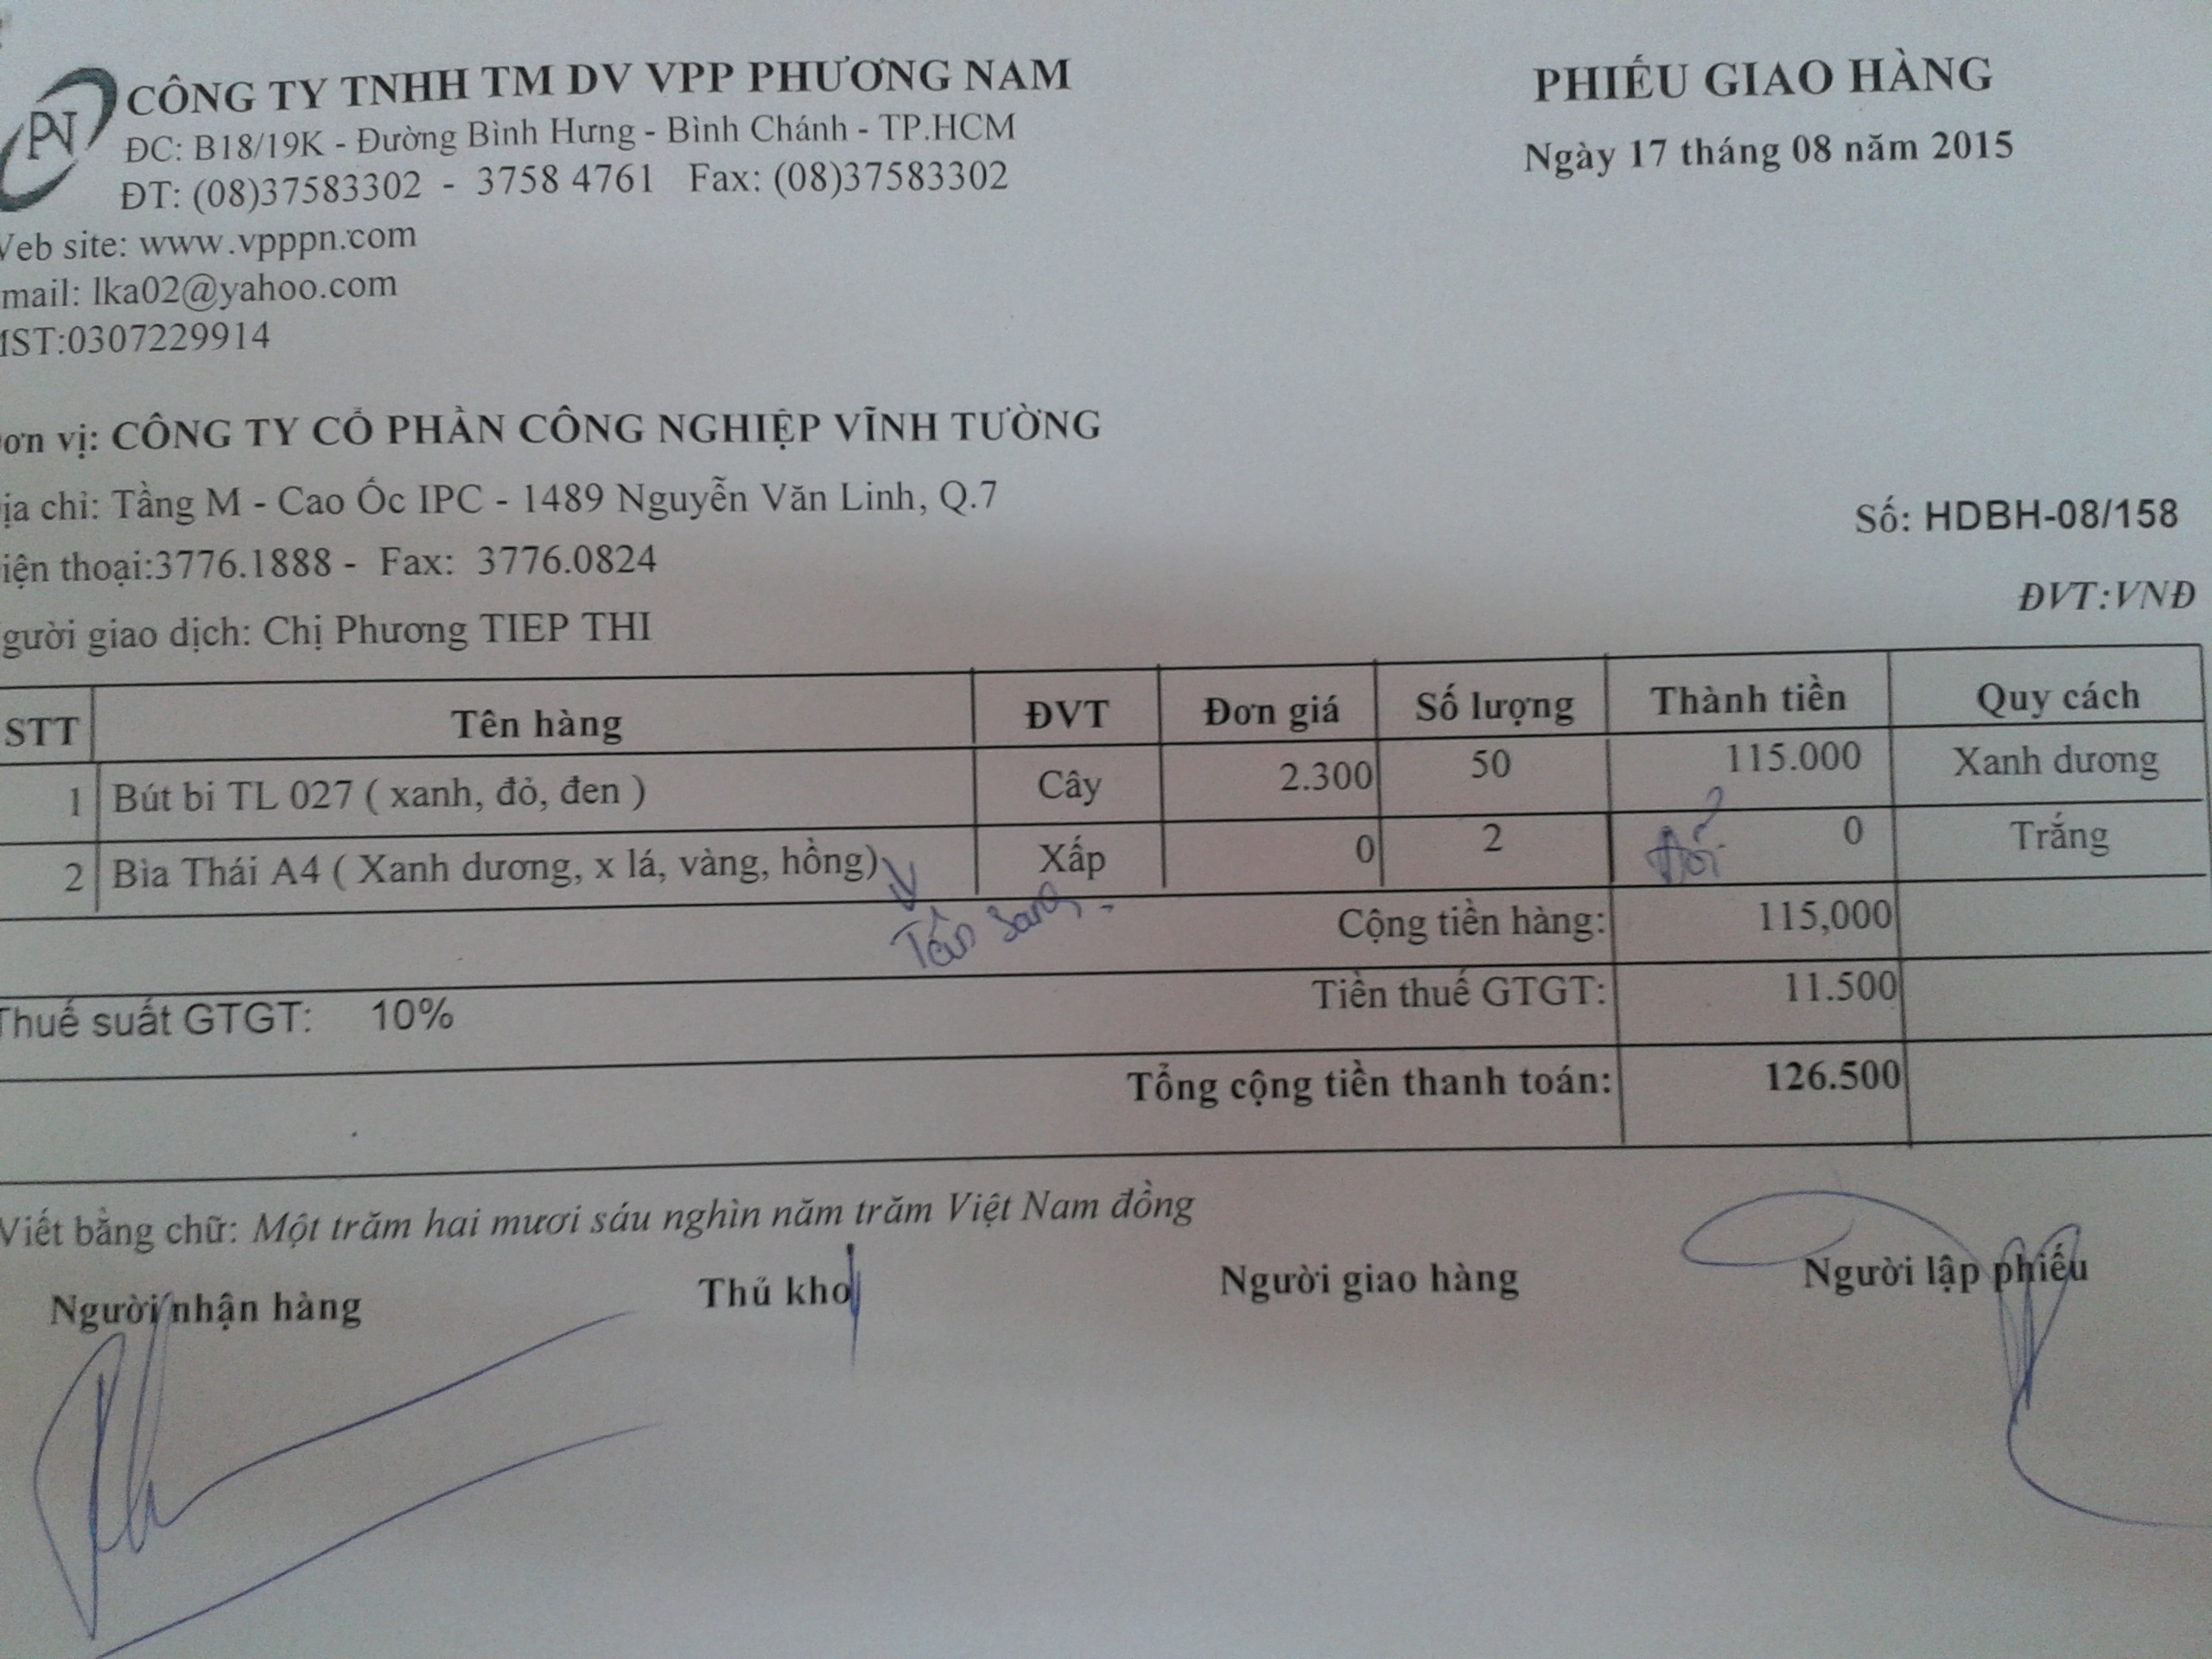 PN
CÔNG TY TNHH TM DV VPP PHƯƠNG NAM
PHIẾU GIAO HÀNG
ĐC: B18/19K - Đường Bình Hưng - Bình Chánh - TP.HCM
Ngày 17 tháng 08 năm 2015
ĐT: (08)37583302 - 3758 4761 Fax: (08)37583302
Web site: www.vpppn.com
mail: lka02@yahoo.com
MST:0307229914
ơn vị: CÔNG TY CỔ PHẦN CÔNG NGHIỆP VĨNH TƯỜNG
ịa chỉ: Tầng M - Cao Ốc IPC - 1489 Nguyễn Văn Linh, Q.7
Số: HDBH-08/158
iện thoại:3776.1888 - Fax: 3776.0824
gười giao dịch: Chị Phương TIEP THI
ĐVT:VNĐ
STT Tên hàng ĐVT Đơn giá Số lượng Thành tiền Quy cách
1 Bút bi TL 027 ( xanh, đỏ, đen ) Cây 2.300 50 115.000 Xanh dương
2 Bìa Thái A4 ( Xanh dương, x lá, vàng, hồng) Xấp 0 2 0 Trắng
Cộng tiền hàng: 115,000
Thuế suất GTGT: 10% Tiền thuế GTGT: 11.500
Tổng cộng tiền thanh toán: 126.500
Viết bằng chữ: Một trăm hai mươi sáu nghìn năm trăm Việt Nam đồng
Người nhận hàng Thủ kho Người giao hàng Người lập phiếu